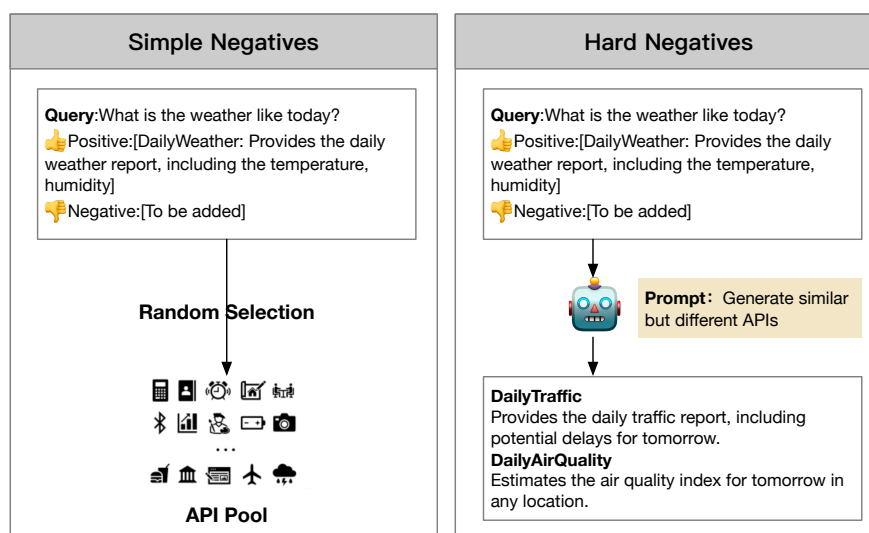 Simple Negatives
Query:What is the weather like today?
👍Positive:[DailyWeather: Provides the daily
weather report, including the temperature,
humidity]
👎Negative:[To be added]
Random Selection
...
API Pool
Hard Negatives
Query:What is the weather like today?
👍Positive:[DailyWeather: Provides the daily
weather report, including the temperature,
humidity]
👎Negative:[To be added]
Prompt：Generate similar
but different APIs
DailyTraffic
Provides the daily traffic report, including
potential delays for tomorrow.
DailyAirQuality
Estimates the air quality index for tomorrow in
any location.